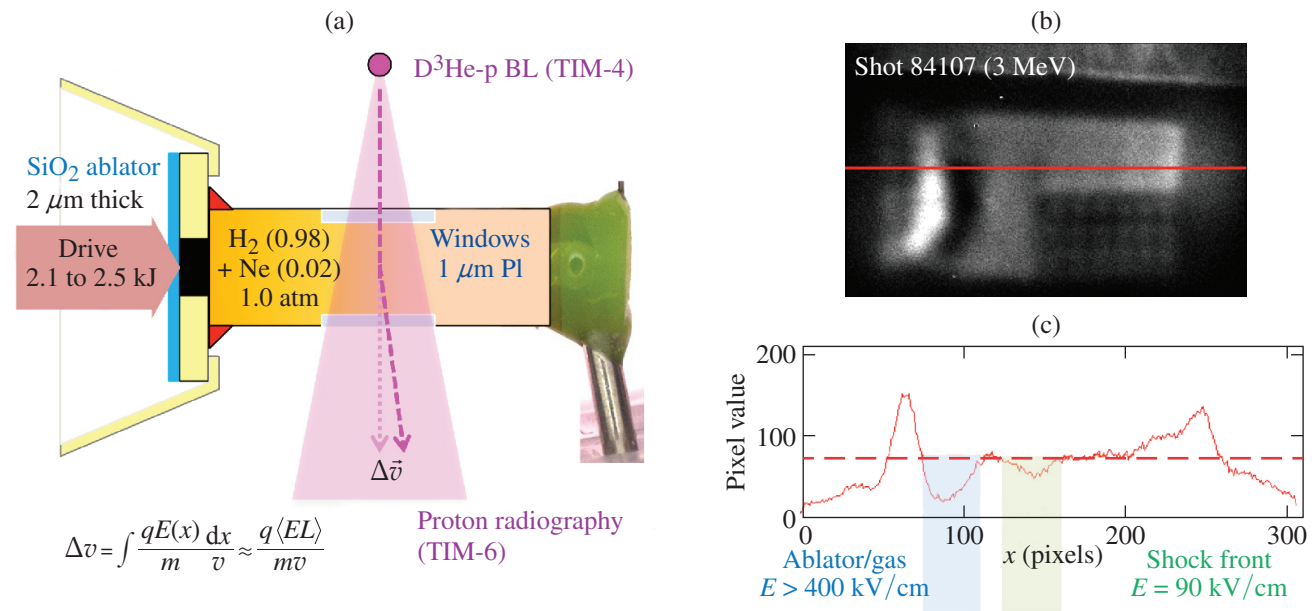 (a)
D³He-p BL (TIM-4)
SiO₂ ablator
2 μm thick
Drive
2.1 to 2.5 kJ
H₂ (0.98)
+ Ne (0.02)
1.0 atm
Windows
1 μm Pl
Δv⃗
Proton radiography
(TIM-6)
Δv = ∫ qE(x)/m dx/v ≈ q⟨EL⟩/mv
(b)
Shot 84107 (3 MeV)
(c)
Pixel value
200
100
0
0
100
200
300
x (pixels)
Ablator/gas
E > 400 kV/cm
Shock front
E = 90 kV/cm